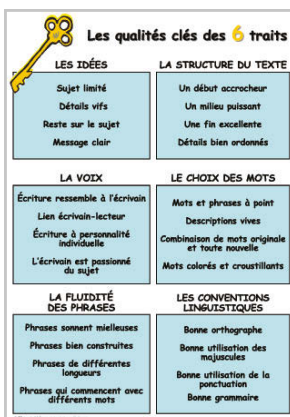 Les qualités clés des 6 traits
LES IDÉES
Sujet limité
Détails vifs
Reste sur le sujet
Message clair
LA STRUCTURE DU TEXTE
Un début accrocheur
Un milieu puissant
Une fin excellente
Détails bien ordonnés
LA VOIX
Écriture ressemble à l'écrivain
Lien écrivain-lecteur
Écriture à personnalité
individuelle
L'écrivain est passionné
du sujet
LE CHOIX DES MOTS
Mots et phrases à point
Descriptions vives
Combinaison de mots originale
et toute nouvelle
Mots colorés et croustillants
LA FLUIDITÉ
DES PHRASES
Phrases sonnent mielleuses
Phrases bien construites
Phrases de différentes
longueurs
Phrases qui commencent avec
différents mots
LES CONVENTIONS
LINGUISTIQUES
Bonne orthographe
Bonne utilisation des
majuscules
Bonne utilisation de la
ponctuation
Bonne grammaire